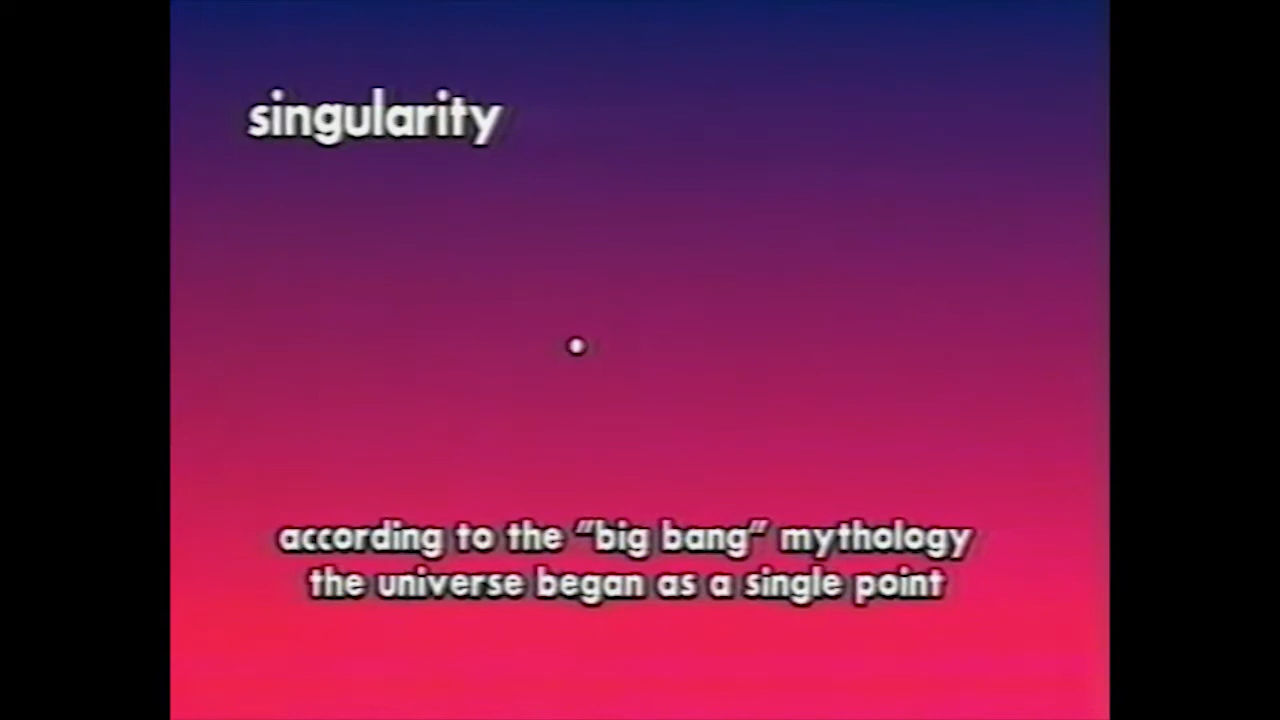 singularity
according to the "big bang" mythology
the universe began as a single point